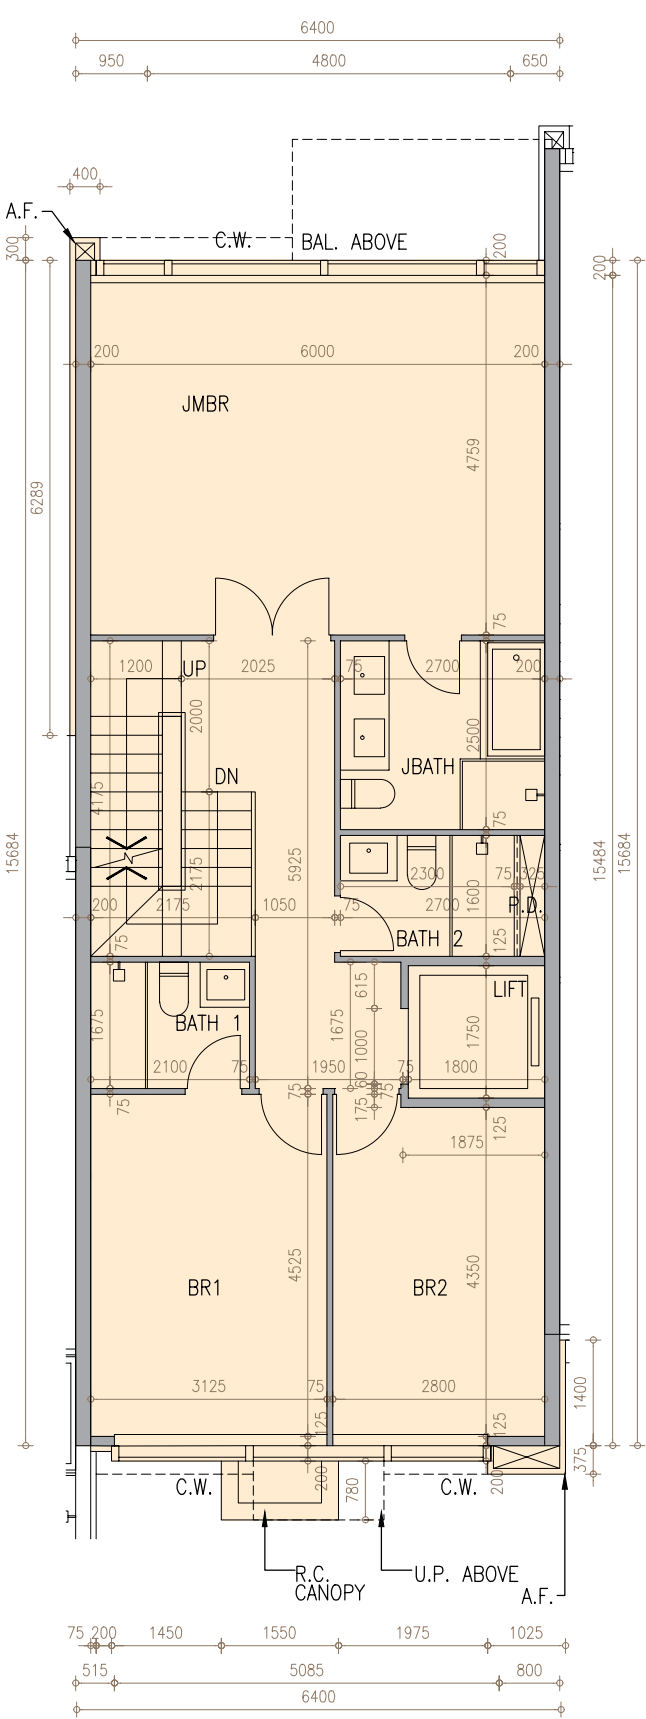 6400
950 4800 650
400
A.F.
300
C.W. BAL. ABOVE
200
200
200 6000 200
JMBR
4759
6289
75
1200 UP 2025 75 2700 200
2000
2500
DN
JBATH
4175
75
15684
5925
15484
15684
2175
2300 75 325
1600
200 2175 1050 75 2700
P.D.
75
BATH 2
125
615
LIFT
1675
BATH 1
1675
1000
1750
2100 75 1950 75 1800
60
75
75
75
175
125
1875
4525
4350
BR1 BR2
3125 75 2800
1400
125
125
375
200
780
200
C.W. C.W.
R.C.
CANOPY
U.P. ABOVE
A.F.
75 200 1450 1550 1975 1025
515 5085 800
6400